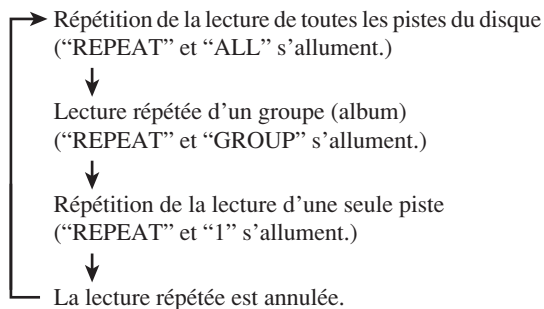 Répétition de la lecture de toutes les pistes du disque
(“REPEAT” et “ALL” s’allument.)
Lecture répétée d’un groupe (album)
(“REPEAT” et “GROUP” s’allument.)
Répétition de la lecture d’une seule piste
(“REPEAT” et “1” s’allument.)
La lecture répétée est annulée.